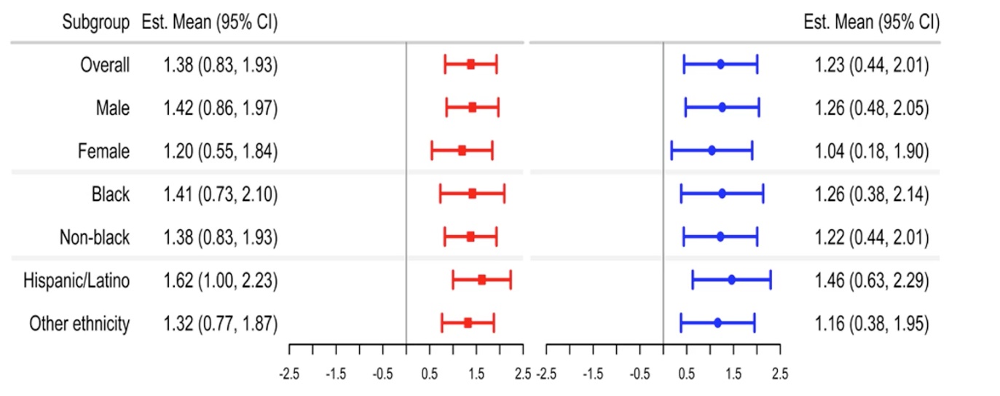 Subgroup Est. Mean (95% CI) Est. Mean (95% CI)
Overall 1.38 (0.83, 1.93) 1.23 (0.44, 2.01)
Male 1.42 (0.86, 1.97) 1.26 (0.48, 2.05)
Female 1.20 (0.55, 1.84) 1.04 (0.18, 1.90)
Black 1.41 (0.73, 2.10) 1.26 (0.38, 2.14)
Non-black 1.38 (0.83, 1.93) 1.22 (0.44, 2.01)
Hispanic/Latino 1.62 (1.00, 2.23) 1.46 (0.63, 2.29)
Other ethnicity 1.32 (0.77, 1.87) 1.16 (0.38, 1.95)
-2.5 -1.5 -0.5 0.5 1.5 2.5 -2.5 -1.5 -0.5 0.5 1.5 2.5